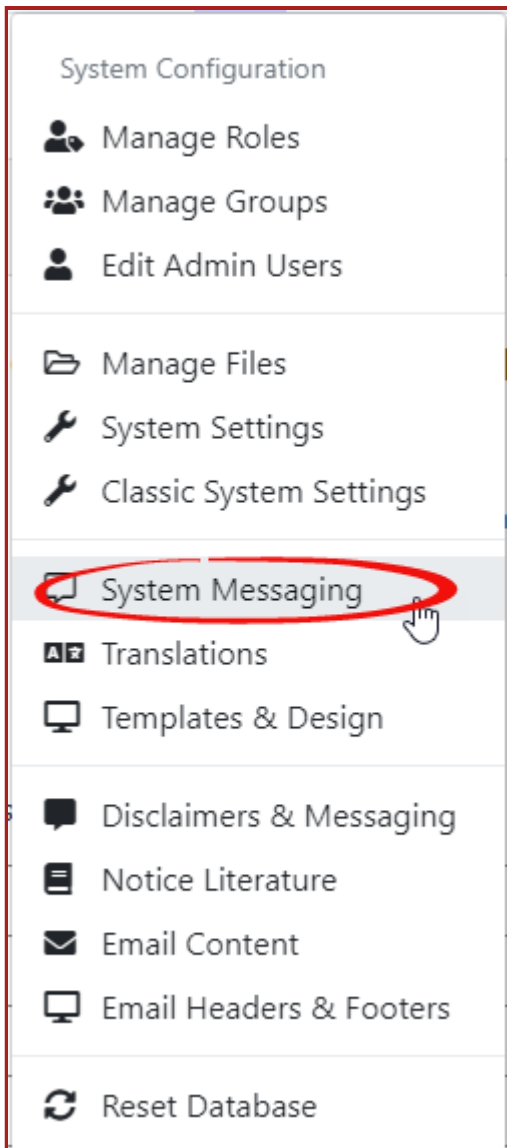 System Configuration
Manage Roles
Manage Groups
Edit Admin Users
Manage Files
System Settings
Classic System Settings
System Messaging
Translations
Templates & Design
Disclaimers & Messaging
Notice Literature
Email Content
Email Headers & Footers
Reset Database